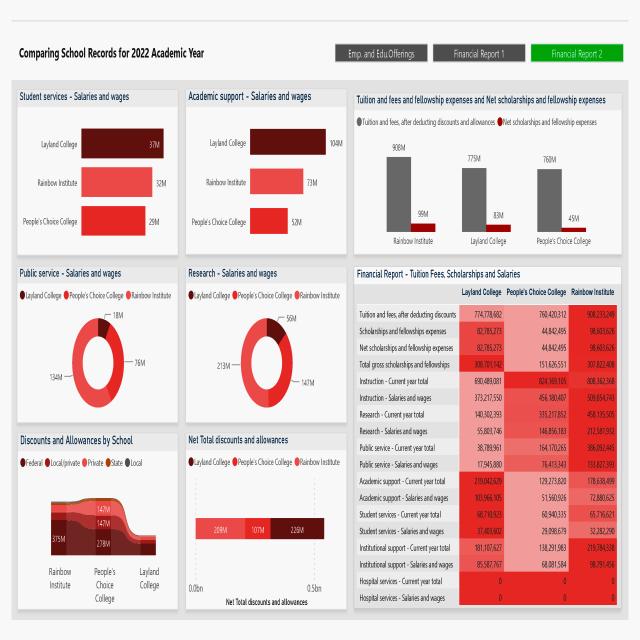 Comparing School Records for 2022 Academic Year
Emp. and Edu.Offerings
Financial Report 1
Financial Report 2
Student services - Salaries and wages
Layland College
37M
Rainbow Institute
32M
People's Choice College
29M
Academic support - Salaries and wages
Layland College
104M
Rainbow Institute
73M
People's Choice College
52M
Tuition and fees and fellowship expenses and Net scholarships and fellowship expenses
Tuition and fees, after deducting discounts and allowances
Net scholarships and fellowship expenses
908M
775M
760M
99M
83M
45M
Rainbow Institute
Layland College
People's Choice College
Public service - Salaries and wages
Layland College
People's Choice College
Rainbow Institute
18M
76M
134M
Research - Salaries and wages
Layland College
People's Choice College
Rainbow Institute
56M
147M
213M
Financial Report - Tuition Fees, Scholarships and Salaries
Layland College People's Choice College Rainbow Institute
Tuition and fees, after deducting discounts 774,778,682 760,420,312 908,233,249
Scholarships and fellowships expenses 82,785,273 44,842,495 98,603,626
Net scholarships and fellowship expenses 82,785,273 44,842,495 98,603,626
Total gross scholarships and fellowships 308,701,142 151,626,551 307,822,408
Instruction - Current year total 690,489,081 824,369,105 808,362,368
Instruction - Salaries and wages 373,217,550 456,180,407 509,854,743
Research - Current year total 140,302,393 335,217,852 458,135,505
Research - Salaries and wages 55,803,746 146,856,183 212,587,932
Public service - Current year total 38,789,961 164,170,265 386,092,445
Public service - Salaries and wages 17,945,880 76,413,343 133,827,393
Academic support - Current year total 219,042,629 129,273,820 178,638,499
Academic support - Salaries and wages 103,966,105 51,560,926 72,880,625
Student services - Current year total 68,710,923 60,940,335 65,716,621
Student services - Salaries and wages 37,403,602 29,098,679 32,282,290
Institutional support - Current year total 181,107,627 138,291,983 219,784,338
Institutional support - Salaries and wages 85,587,767 68,081,584 98,791,456
Hospital services - Current year total 0 0 0
Hospital services - Salaries and wages 0 0 0
Discounts and Allowances by School
Federal
Local/private
Private
State
Local
147M
147M
375M
278M
Rainbow Institute
People's Choice College
Layland College
Net Total discounts and allowances
Layland College
People's Choice College
Rainbow Institute
209M
107M
226M
0.0bn
0.5bn
Net Total discounts and allowances